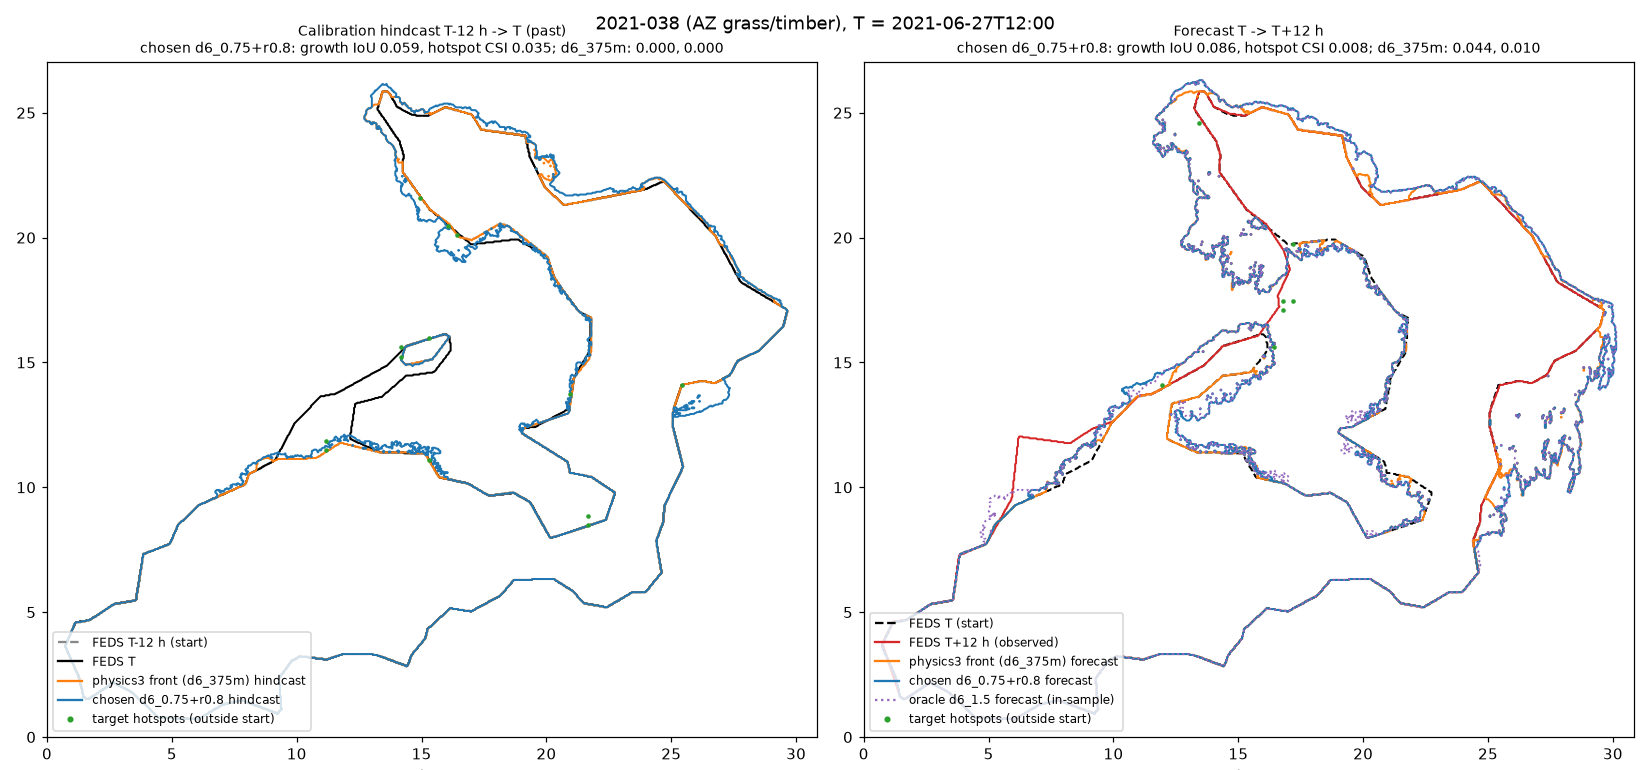 2021-038 (AZ grass/timber), T = 2021-06-27T12:00
Calibration hindcast T-12 h -> T (past)
chosen d6_0.75+r0.8: growth IoU 0.059, hotspot CSI 0.035; d6_375m: 0.000, 0.000
25
20
15
10
5
0
0
5
10
15
20
25
30
FEDS T-12 h (start)
FEDS T
physics3 front (d6_375m) hindcast
chosen d6_0.75+r0.8 hindcast
target hotspots (outside start)
Forecast T -> T+12 h
chosen d6_0.75+r0.8: growth IoU 0.086, hotspot CSI 0.008; d6_375m: 0.044, 0.010
25
20
15
10
5
0
0
5
10
15
20
25
30
FEDS T (start)
FEDS T+12 h (observed)
physics3 front (d6_375m) forecast
chosen d6_0.75+r0.8 forecast
oracle d6_1.5 forecast (in-sample)
target hotspots (outside start)